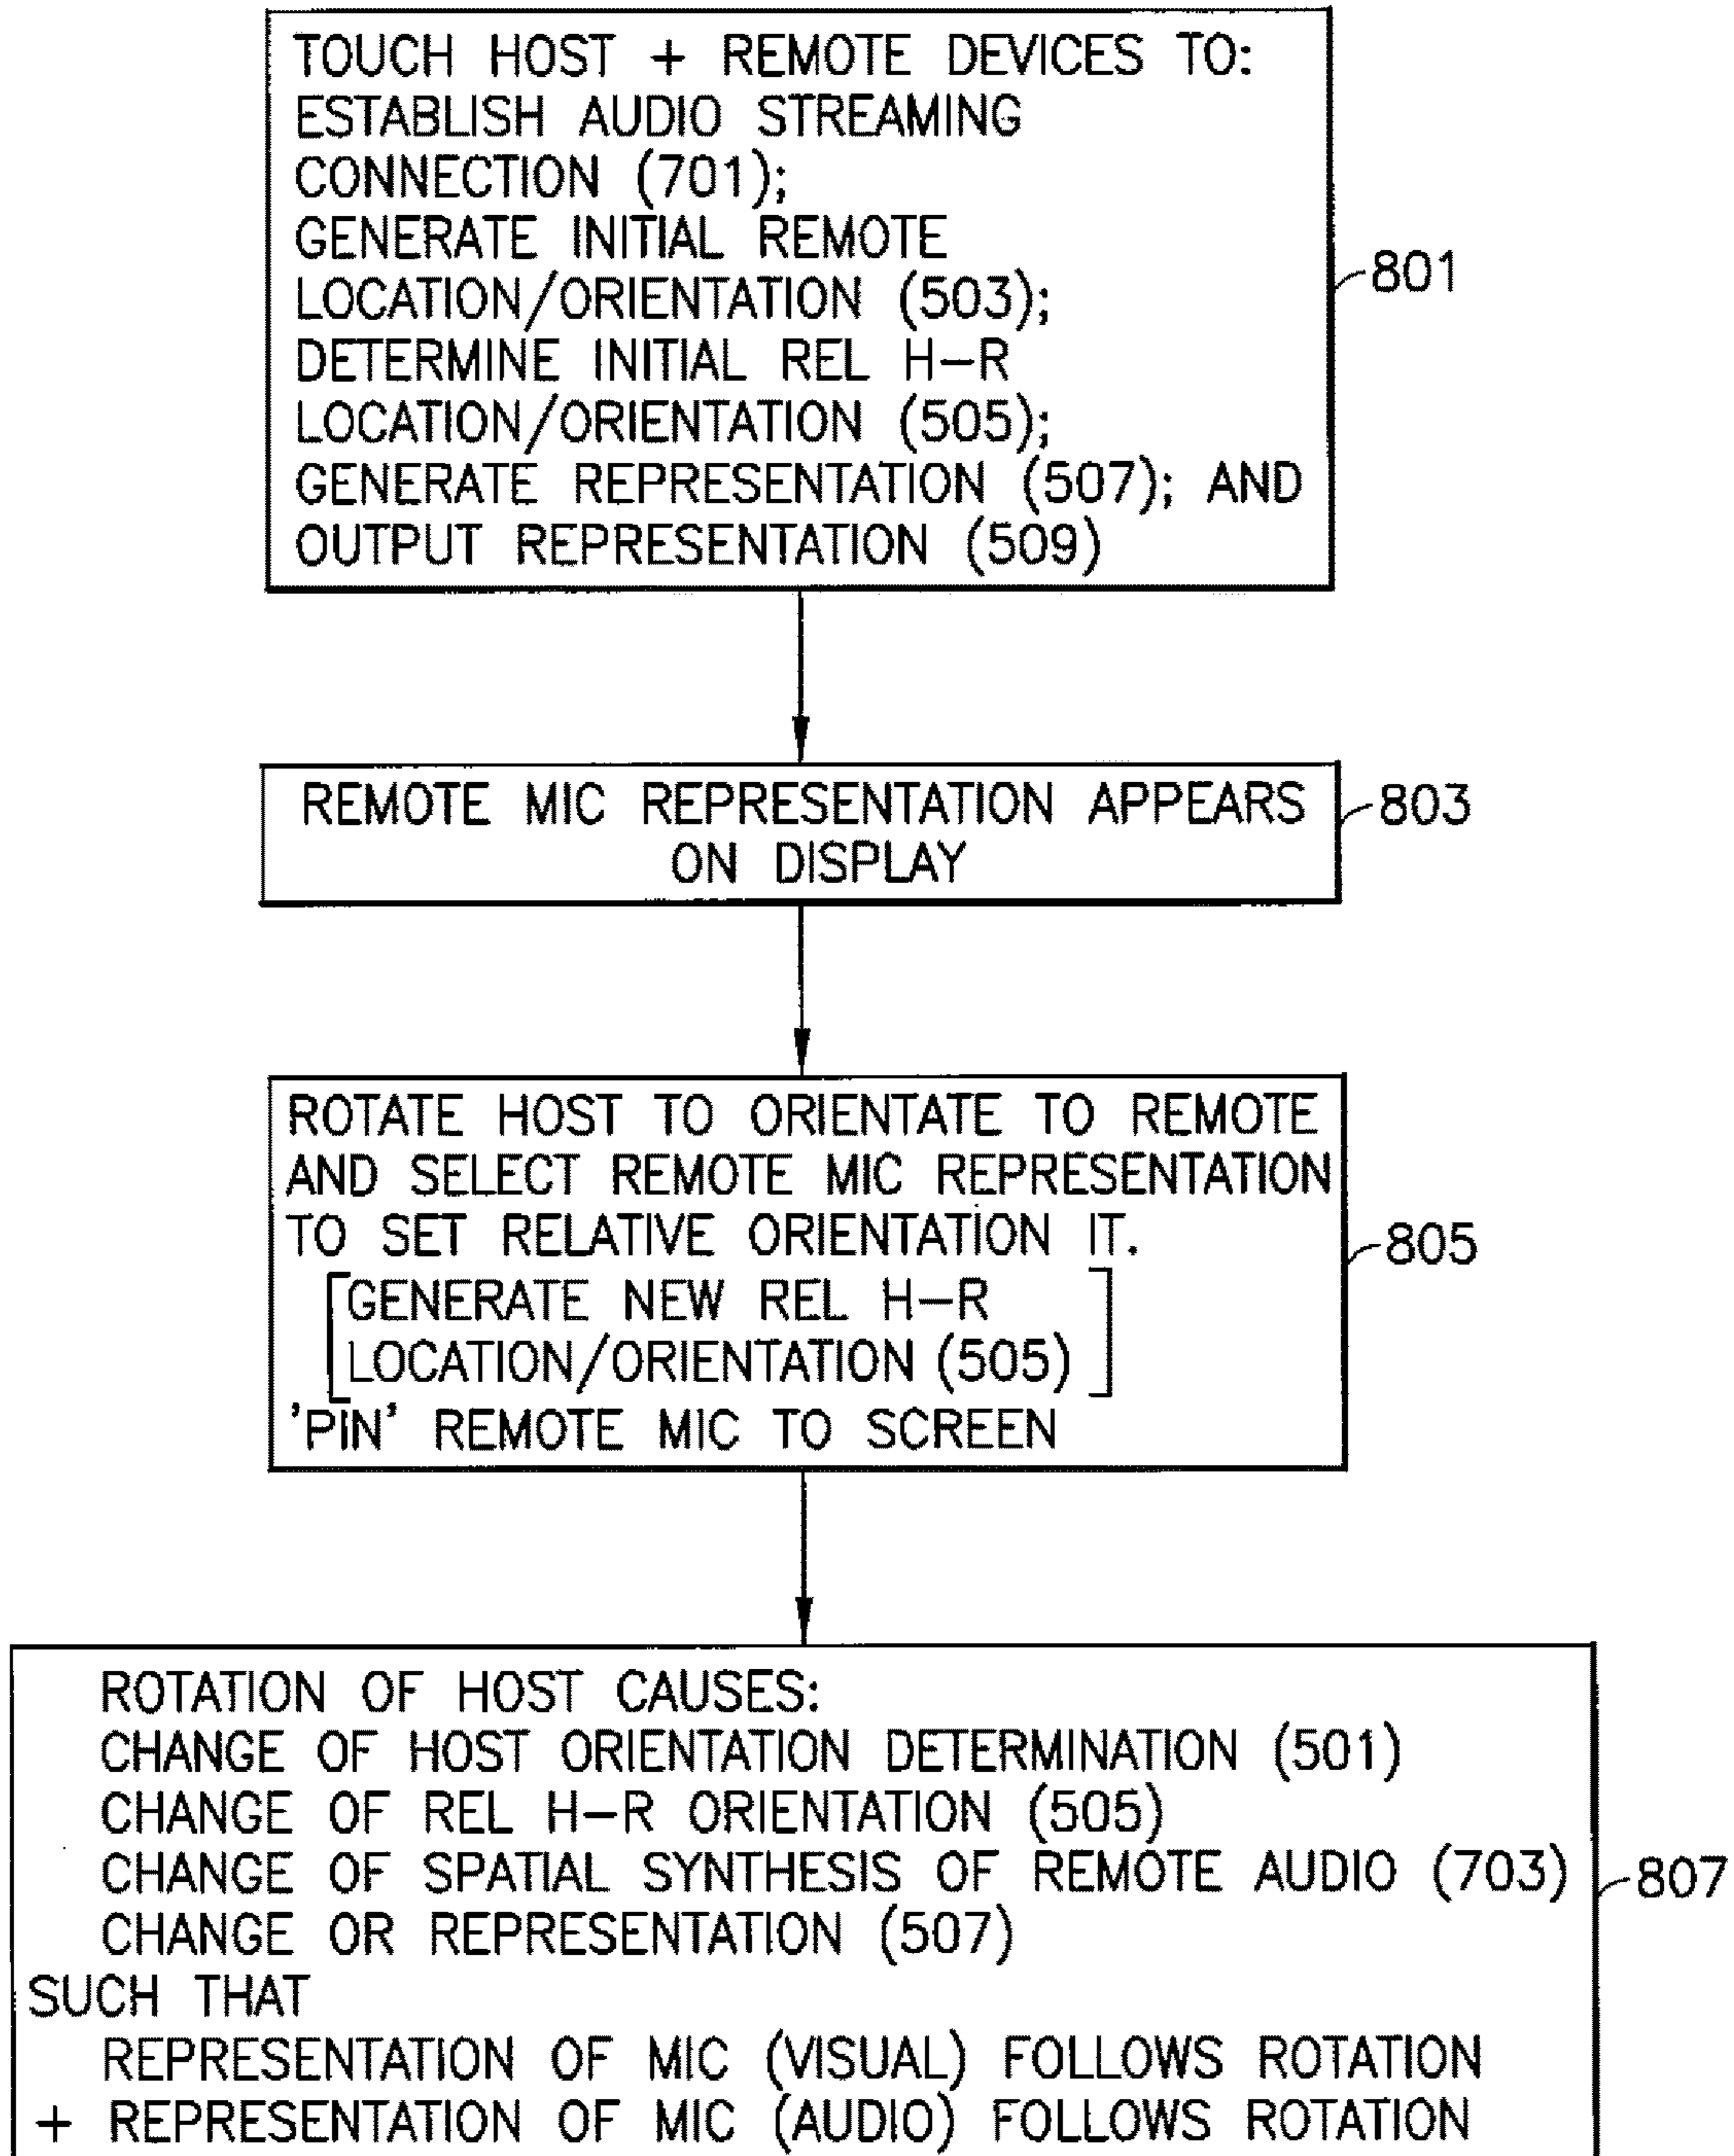 TOUCH HOST + REMOTE DEVICES TO:
ESTABLISH AUDIO STREAMING
CONNECTION (701);
GENERATE INITIAL REMOTE
LOCATION/ORIENTATION (503);
DETERMINE INITIAL REL H-R
LOCATION/ORIENTATION (505);
GENERATE REPRESENTATION (507); AND
OUTPUT REPRESENTATION (509)
801
REMOTE MIC REPRESENTATION APPEARS
ON DISPLAY
803
ROTATE HOST TO ORIENTATE TO REMOTE
AND SELECT REMOTE MIC REPRESENTATION
TO SET RELATIVE ORIENTATION IT.
[GENERATE NEW REL H-R
LOCATION/ORIENTATION (505)]
'PIN' REMOTE MIC TO SCREEN
805
ROTATION OF HOST CAUSES:
CHANGE OF HOST ORIENTATION DETERMINATION (501)
CHANGE OF REL H-R ORIENTATION (505)
CHANGE OF SPATIAL SYNTHESIS OF REMOTE AUDIO (703)
CHANGE OR REPRESENTATION (507)
SUCH THAT
REPRESENTATION OF MIC (VISUAL) FOLLOWS ROTATION
+ REPRESENTATION OF MIC (AUDIO) FOLLOWS ROTATION
807